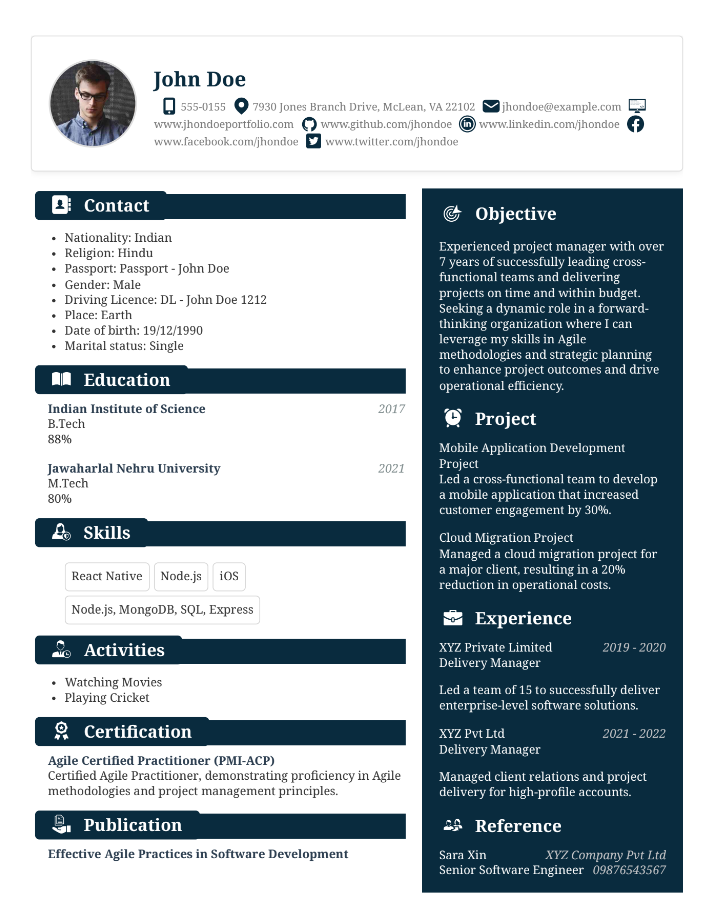 John Doe
555-0155 7930 Jones Branch Drive, McLean, VA 22102 jhondoe@example.com
www.jhondoeportfolio.com www.github.com/jhondoe www.linkedin.com/jhondoe
www.facebook.com/jhondoe www.twitter.com/jhondoe
Contact
• Nationality: Indian
• Religion: Hindu
• Passport: Passport - John Doe
• Gender: Male
• Driving Licence: DL - John Doe 1212
• Place: Earth
• Date of birth: 19/12/1990
• Marital status: Single
Education
Indian Institute of Science 2017
B.Tech
88%
Jawaharlal Nehru University 2021
M.Tech
80%
Skills
React Native Node.js iOS
Node.js, MongoDB, SQL, Express
Activities
• Watching Movies
• Playing Cricket
Certification
Agile Certified Practitioner (PMI-ACP)
Certified Agile Practitioner, demonstrating proficiency in Agile
methodologies and project management principles.
Publication
Effective Agile Practices in Software Development
Objective
Experienced project manager with over
7 years of successfully leading cross-
functional teams and delivering
projects on time and within budget.
Seeking a dynamic role in a forward-
thinking organization where I can
leverage my skills in Agile
methodologies and strategic planning
to enhance project outcomes and drive
operational efficiency.
Project
Mobile Application Development
Project
Led a cross-functional team to develop
a mobile application that increased
customer engagement by 30%.
Cloud Migration Project
Managed a cloud migration project for
a major client, resulting in a 20%
reduction in operational costs.
Experience
XYZ Private Limited 2019 - 2020
Delivery Manager
Led a team of 15 to successfully deliver
enterprise-level software solutions.
XYZ Pvt Ltd 2021 - 2022
Delivery Manager
Managed client relations and project
delivery for high-profile accounts.
Reference
Sara Xin XYZ Company Pvt Ltd
Senior Software Engineer 09876543567